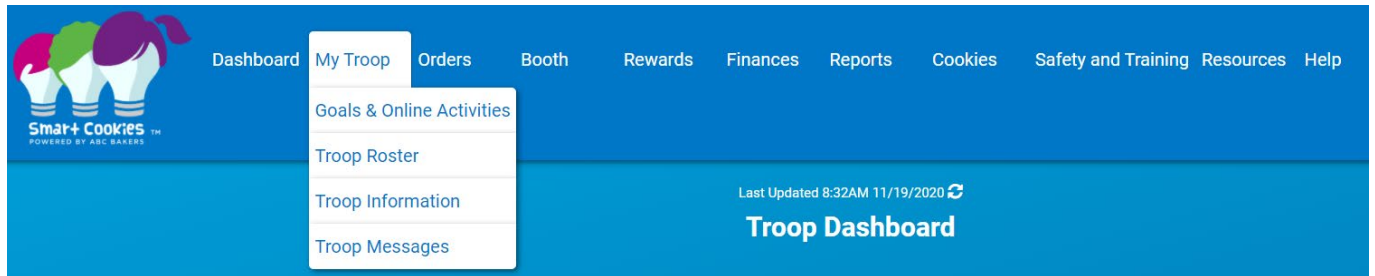 Dashboard My Troop Orders Booth Rewards Finances Reports Cookies Safety and Training Resources Help
Goals & Online Activities
Smart Cookies TM
POWERED BY ABC BAKERS
Troop Roster
Troop Information
Troop Messages
Last Updated 8:32AM 11/19/2020
Troop Dashboard